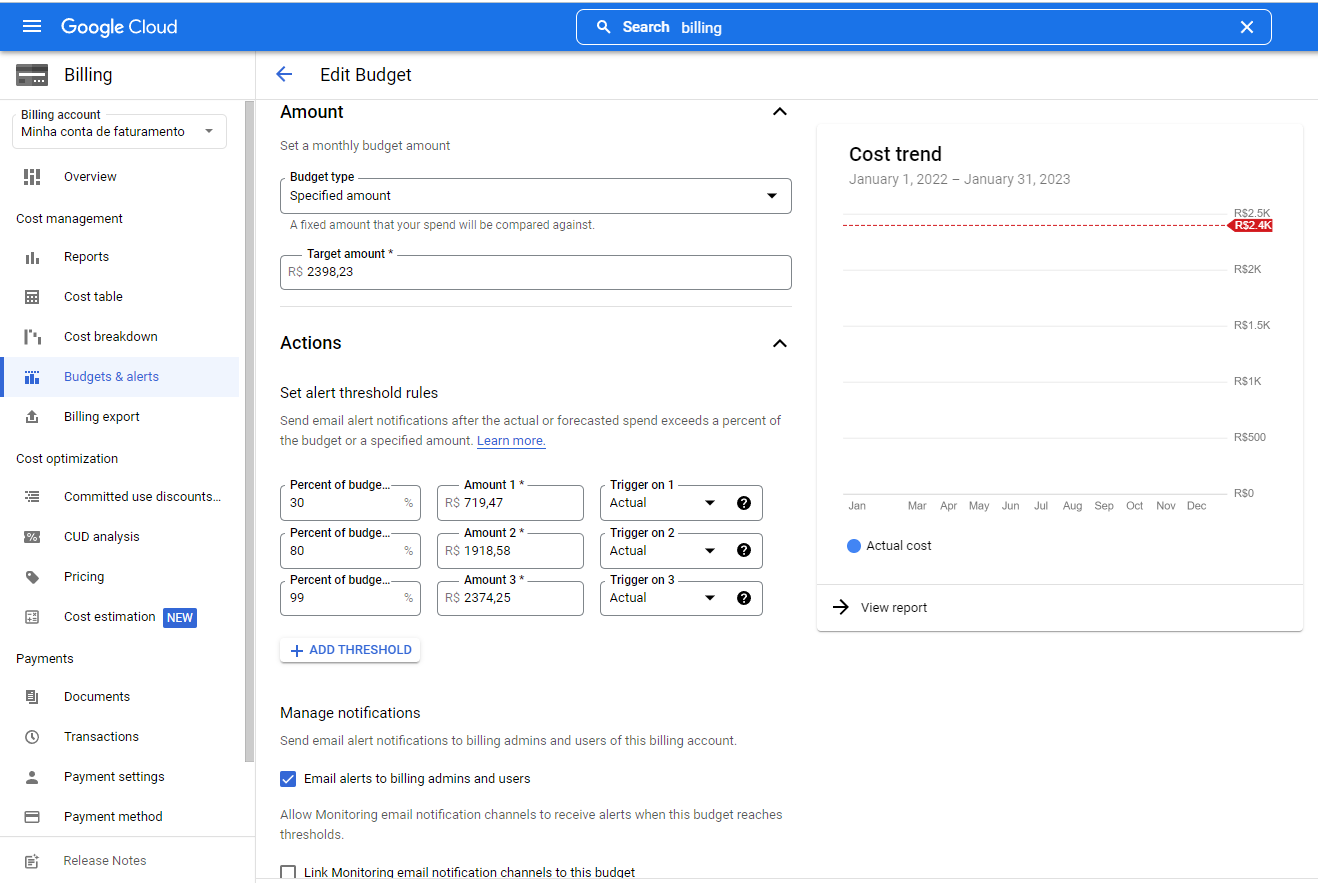 Google Cloud
Search billing
Billing
Edit Budget
Billing account
Minha conta de faturamento
Overview
Cost management
Reports
Cost table
Cost breakdown
Budgets & alerts
Billing export
Cost optimization
Committed use discounts...
CUD analysis
Pricing
Cost estimation NEW
Payments
Documents
Transactions
Payment settings
Payment method
Release Notes
Amount
Set a monthly budget amount
Budget type
Specified amount
A fixed amount that your spend will be compared against.
Target amount *
R$ 2398,23
Actions
Set alert threshold rules
Send email alert notifications after the actual or forecasted spend exceeds a percent of
the budget or a specified amount. Learn more.
Percent of budge... Amount 1 * Trigger on 1
30 % R$ 719,47 Actual
Percent of budge... Amount 2 * Trigger on 2
80 % R$ 1918,58 Actual
Percent of budge... Amount 3 * Trigger on 3
99 % R$ 2374,25 Actual
ADD THRESHOLD
Manage notifications
Send email alert notifications to billing admins and users of this billing account.
Email alerts to billing admins and users
Allow Monitoring email notification channels to receive alerts when this budget reaches
thresholds.
Link Monitoring email notification channels to this budget
Cost trend
January 1, 2022 – January 31, 2023
R$2.5K
R$2.4K
R$2K
R$1.5K
R$1K
R$500
R$0
Jan Mar Apr May Jun Jul Aug Sep Oct Nov Dec
Actual cost
View report